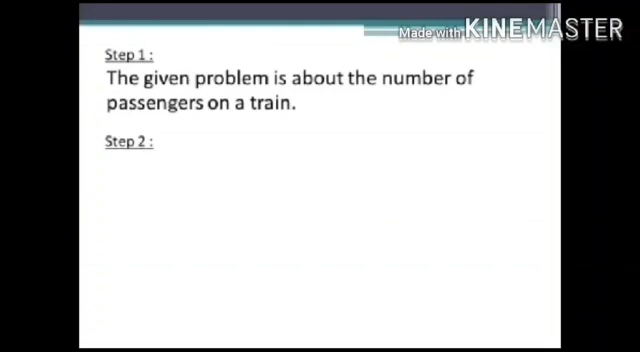 Made with KINEMASTER
Step 1 :
The given problem is about the number of
passengers on a train.
Step 2 :